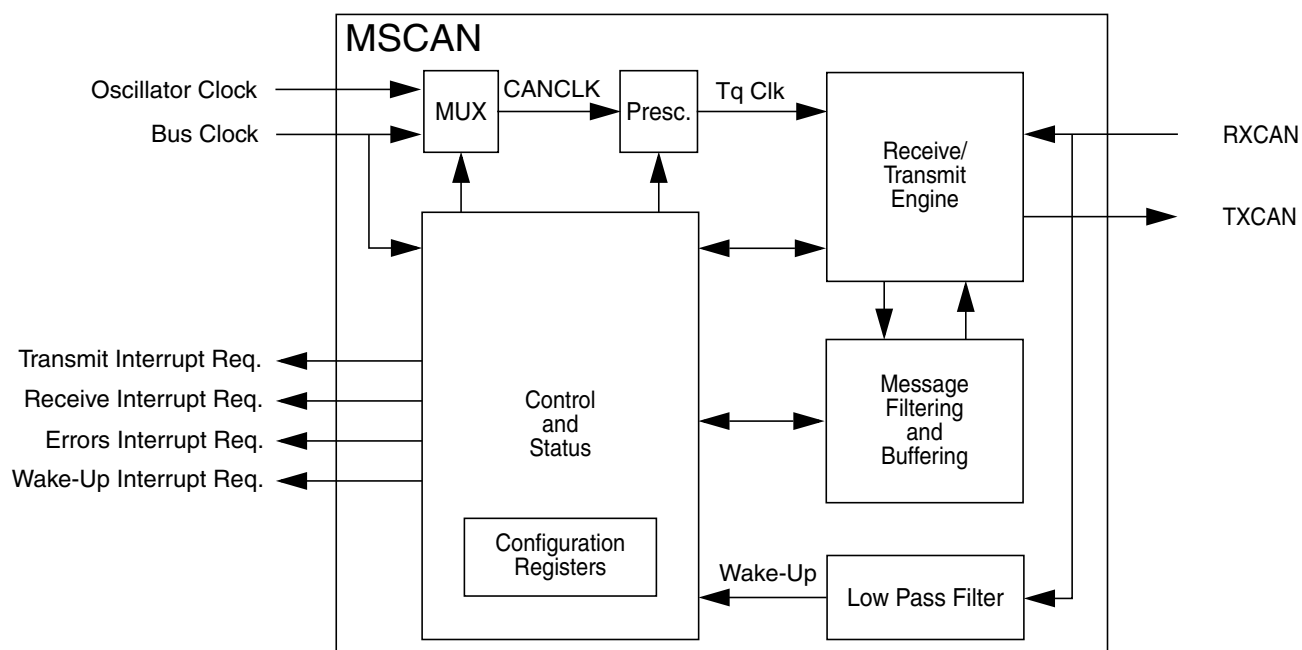 MSCAN
Oscillator Clock
Bus Clock
MUX
CANCLK
Presc.
Tq Clk
Receive/
Transmit
Engine
RXCAN
TXCAN
Transmit Interrupt Req.
Receive Interrupt Req.
Errors Interrupt Req.
Wake-Up Interrupt Req.
Control
and
Status
Message
Filtering
and
Buffering
Configuration
Registers
Wake-Up
Low Pass Filter